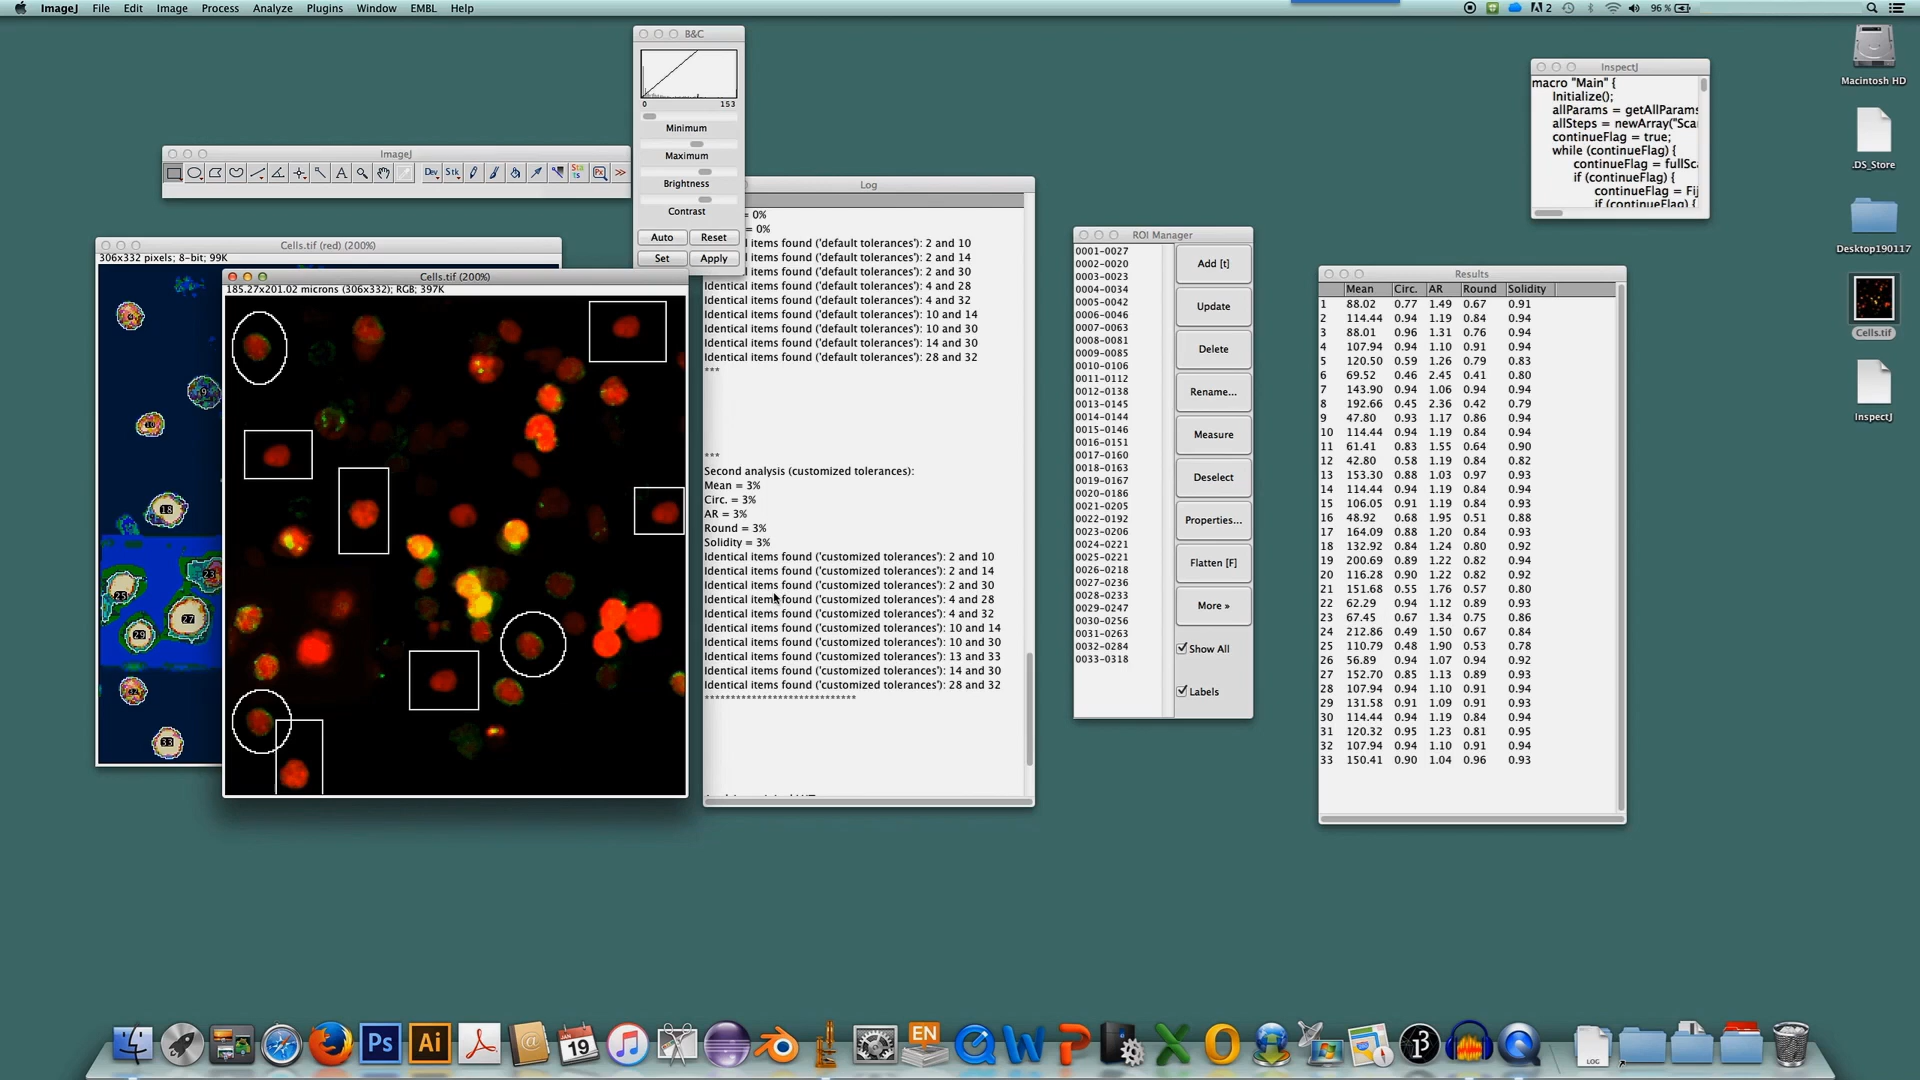 ImageJ File Edit Image Process Analyze Plugins Window EMBL Help
2 96 %
B&C
0 153
Minimum
Maximum
Brightness
Contrast
Auto Reset
Set Apply
ImageJ
Dev Stk
Cells.tif (red) (200%)
306x332 pixels; 8-bit; 99K
9
18
23
25
27
29
33
Cells.tif (200%)
185.27x201.02 microns (306x332); RGB; 397K
Log
= 0%
= 0%
items found ('default tolerances'): 2 and 10
items found ('default tolerances'): 2 and 14
items found ('default tolerances'): 2 and 30
Identical items found ('default tolerances'): 4 and 28
Identical items found ('default tolerances'): 4 and 32
Identical items found ('default tolerances'): 10 and 14
Identical items found ('default tolerances'): 10 and 30
Identical items found ('default tolerances'): 14 and 30
Identical items found ('default tolerances'): 28 and 32
***
***
Second analysis (customized tolerances):
Mean = 3%
Circ. = 3%
AR = 3%
Round = 3%
Solidity = 3%
Identical items found ('customized tolerances'): 2 and 10
Identical items found ('customized tolerances'): 2 and 14
Identical items found ('customized tolerances'): 2 and 30
Identical items found ('customized tolerances'): 4 and 28
Identical items found ('customized tolerances'): 4 and 32
Identical items found ('customized tolerances'): 10 and 14
Identical items found ('customized tolerances'): 10 and 30
Identical items found ('customized tolerances'): 13 and 33
Identical items found ('customized tolerances'): 14 and 30
Identical items found ('customized tolerances'): 28 and 32
****************************
ROI Manager
0001-0027
0002-0020
0003-0023
0004-0034
0005-0042
0006-0046
0007-0063
0008-0081
0009-0085
0010-0106
0011-0112
0012-0138
0013-0145
0014-0144
0015-0146
0016-0151
0017-0160
0018-0163
0019-0167
0020-0186
0021-0205
0022-0192
0023-0206
0024-0221
0025-0221
0026-0218
0027-0236
0028-0233
0029-0247
0030-0256
0031-0263
0032-0284
0033-0318
Add [t]
Update
Delete
Rename...
Measure
Deselect
Properties...
Flatten [F]
More »
Show All
Labels
InspectJ
macro "Main" {
Initialize();
allParams = getAllParams
allSteps = newArray("Sca
continueFlag = true;
while (continueFlag) {
continueFlag = fullSca
if (continueFlag) {
continueFlag = Fij
if (continueFlag) {
Results
Mean Circ. AR Round Solidity
1 88.02 0.77 1.49 0.67 0.91
2 114.44 0.94 1.19 0.84 0.94
3 88.01 0.96 1.31 0.76 0.94
4 107.94 0.94 1.10 0.91 0.94
5 120.50 0.59 1.26 0.79 0.83
6 69.52 0.46 2.45 0.41 0.80
7 143.90 0.94 1.06 0.94 0.94
8 192.66 0.45 2.36 0.42 0.79
9 47.80 0.93 1.17 0.86 0.94
10 114.44 0.94 1.19 0.84 0.94
11 61.41 0.83 1.55 0.64 0.90
12 42.80 0.58 1.19 0.84 0.82
13 153.30 0.88 1.03 0.97 0.93
14 114.44 0.94 1.19 0.84 0.94
15 106.05 0.91 1.19 0.84 0.93
16 48.92 0.68 1.95 0.51 0.88
17 164.09 0.88 1.20 0.84 0.93
18 132.92 0.84 1.24 0.80 0.92
19 200.69 0.89 1.22 0.82 0.94
20 116.28 0.90 1.22 0.82 0.92
21 151.68 0.55 1.76 0.57 0.80
22 62.29 0.94 1.12 0.89 0.93
23 67.45 0.67 1.34 0.75 0.86
24 212.86 0.49 1.50 0.67 0.84
25 110.79 0.48 1.90 0.53 0.78
26 56.89 0.94 1.07 0.94 0.92
27 152.70 0.85 1.13 0.89 0.93
28 107.94 0.94 1.10 0.91 0.94
29 131.58 0.91 1.09 0.91 0.93
30 114.44 0.94 1.19 0.84 0.94
31 120.32 0.95 1.23 0.81 0.95
32 107.94 0.94 1.10 0.91 0.94
33 150.41 0.90 1.04 0.96 0.93
Macintosh HD
.DS_Store
Desktop190117
Cells.tif
InspectJ
Ps
Ai
19
EN
LOG